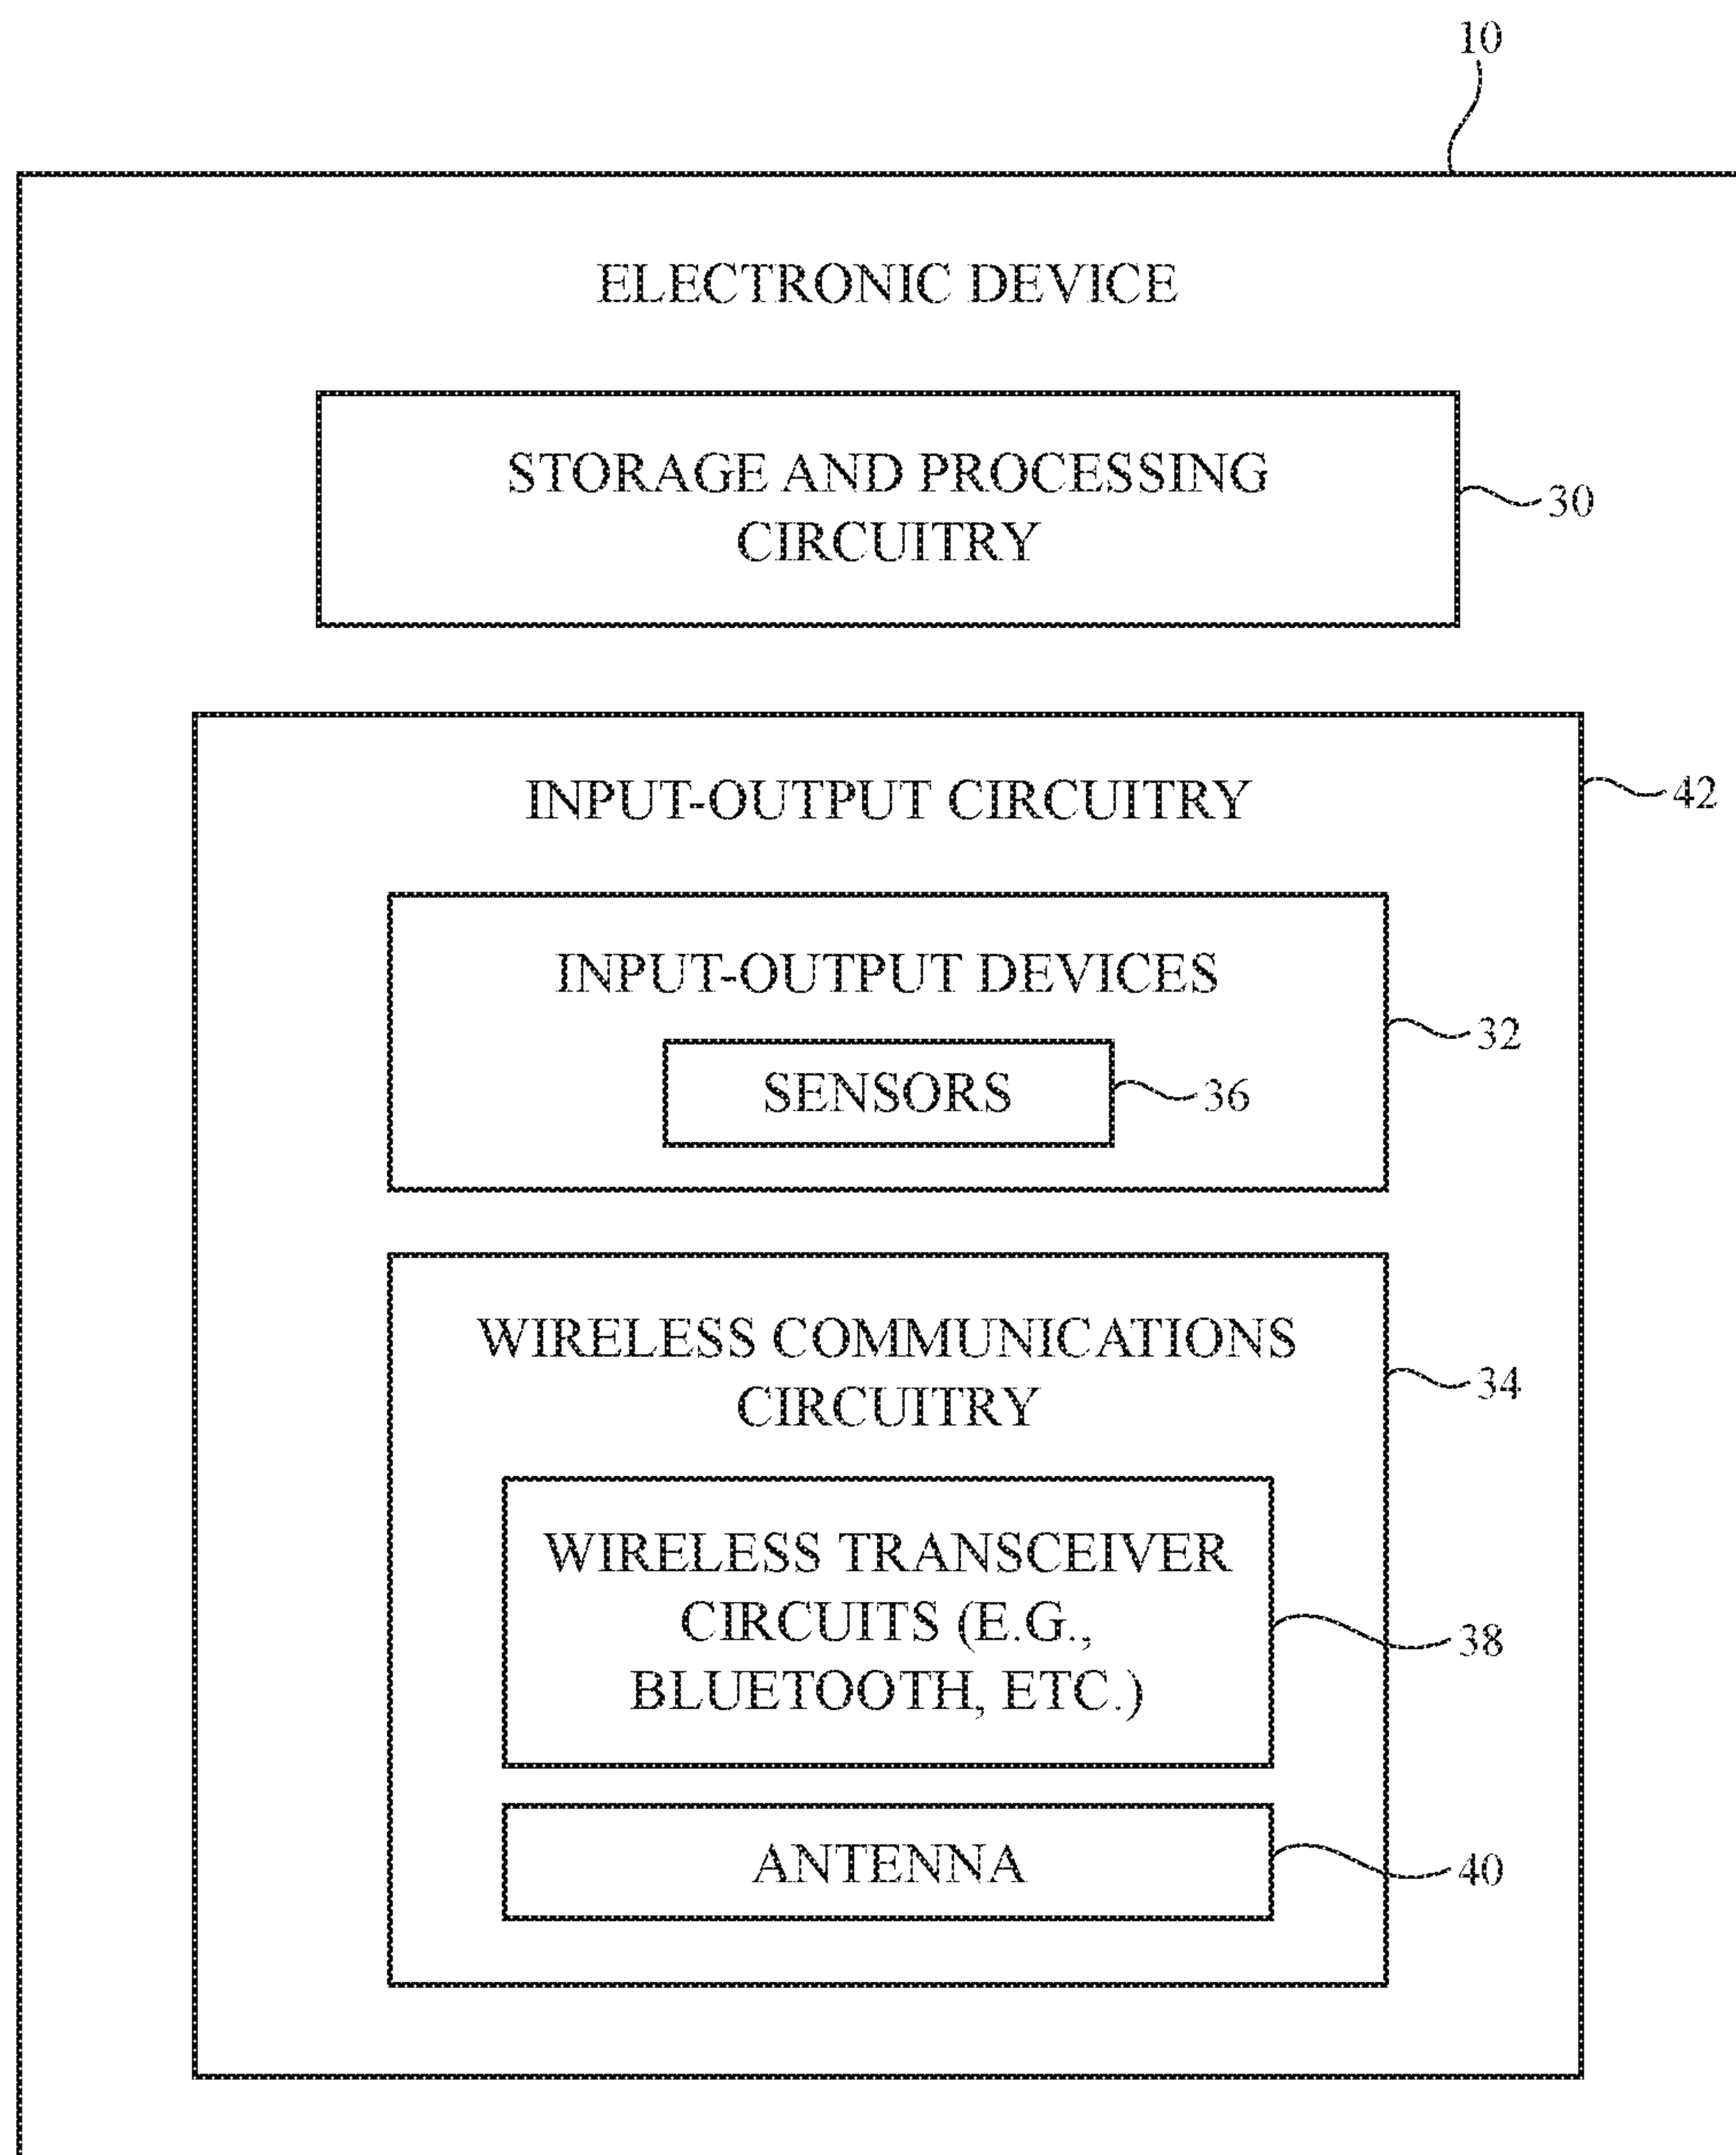 10
ELECTRONIC DEVICE
STORAGE AND PROCESSING
CIRCUITRY
30
INPUT-OUTPUT CIRCUITRY
42
INPUT-OUTPUT DEVICES
32
SENSORS
36
WIRELESS COMMUNICATIONS
CIRCUITRY
34
WIRELESS TRANSCEIVER
CIRCUITS (E.G.,
BLUETOOTH, ETC.)
38
ANTENNA
40